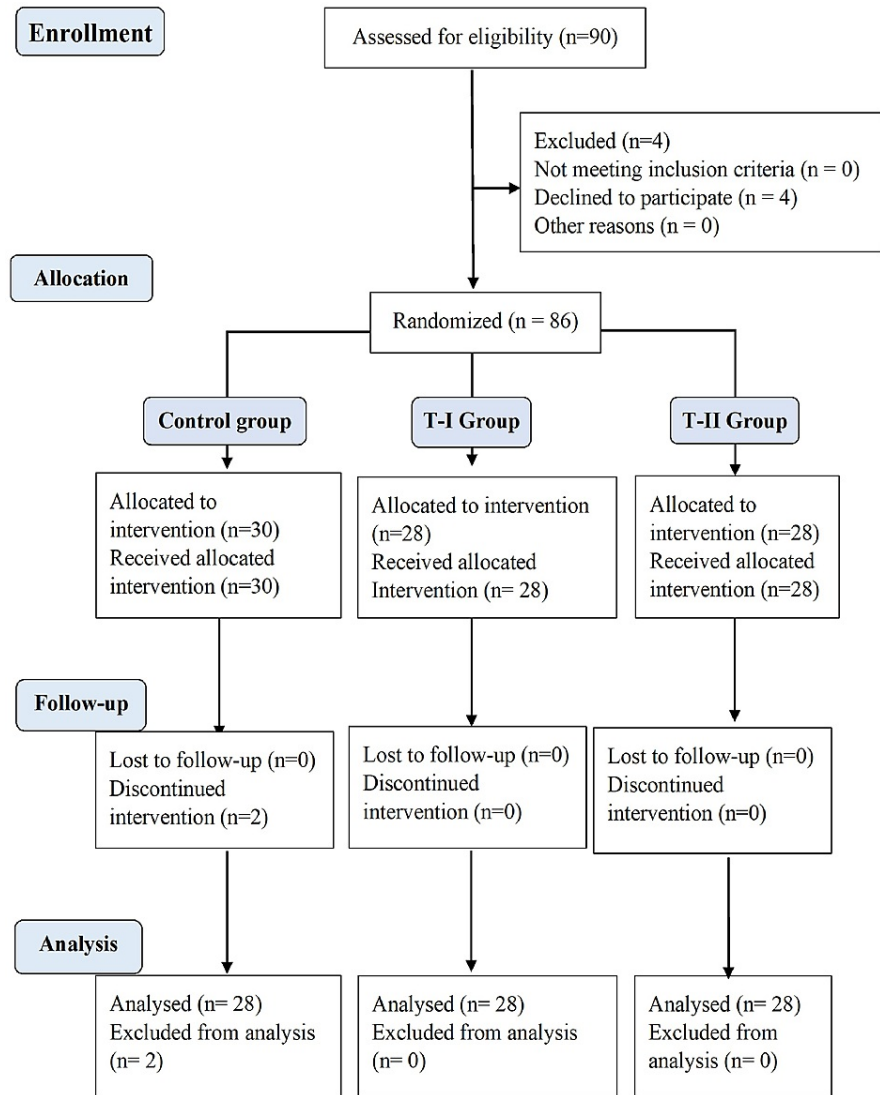 Enrollment
Assessed for eligibility (n=90)
Excluded (n=4)
Not meeting inclusion criteria (n = 0)
Declined to participate (n = 4)
Other reasons (n = 0)
Allocation
Randomized (n = 86)
Control group
T-I Group
T-II Group
Allocated to
intervention (n=30)
Received allocated
intervention (n=30)
Allocated to intervention
(n=28)
Received allocated
Intervention (n= 28)
Allocated to
intervention (n=28)
Received allocated
intervention (n=28)
Follow-up
Lost to follow-up (n=0)
Discontinued
intervention (n=2)
Lost to follow-up (n=0)
Discontinued
intervention (n=0)
Lost to follow-up (n=0)
Discontinued
intervention (n=0)
Analysis
Analysed (n= 28)
Excluded from analysis
(n= 2)
Analysed (n= 28)
Excluded from analysis
(n= 0)
Analysed (n= 28)
Excluded from
analysis (n= 0)